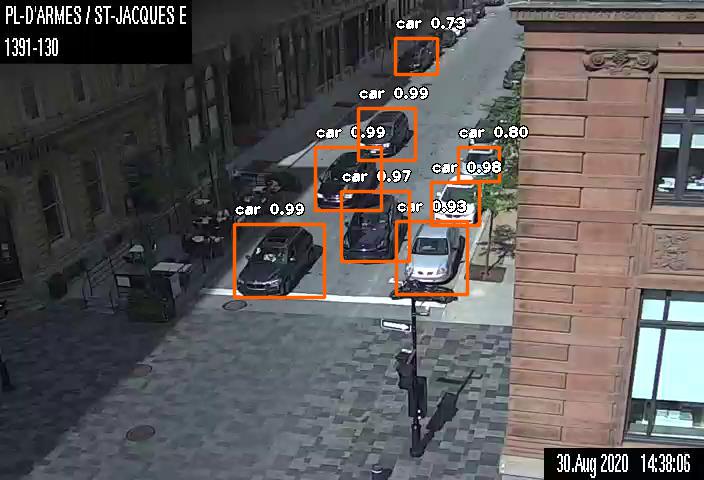 PL-D'ARMES / ST-JACQUES E
1391-130
car 0.73
car 0.99
car 0.99
car 0.80
car 0.97
car 0.98
car 0.99
car 0.93
30.Aug 2020 14:38:06